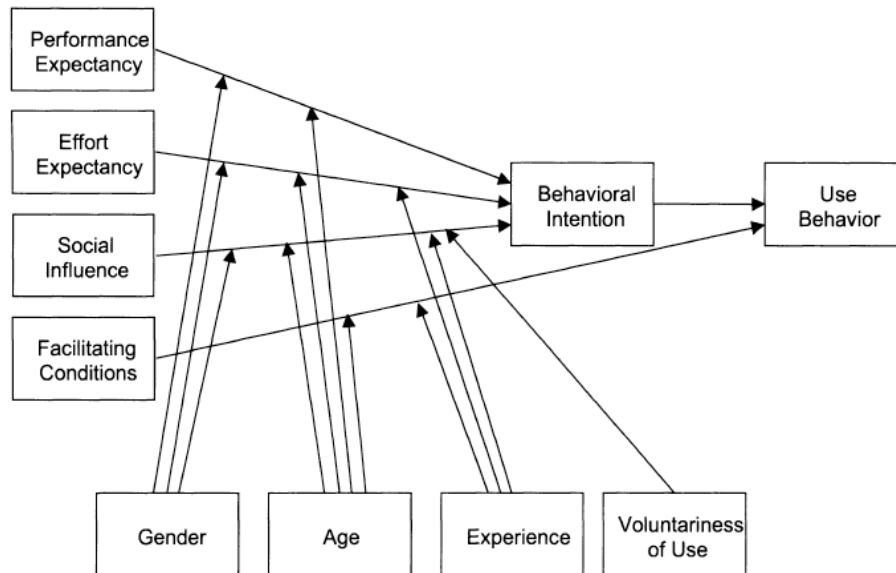 Performance
Expectancy
Effort
Expectancy
Social
Influence
Facilitating
Conditions
Behavioral
Intention
Use
Behavior
Gender
Age
Experience
Voluntariness
of Use